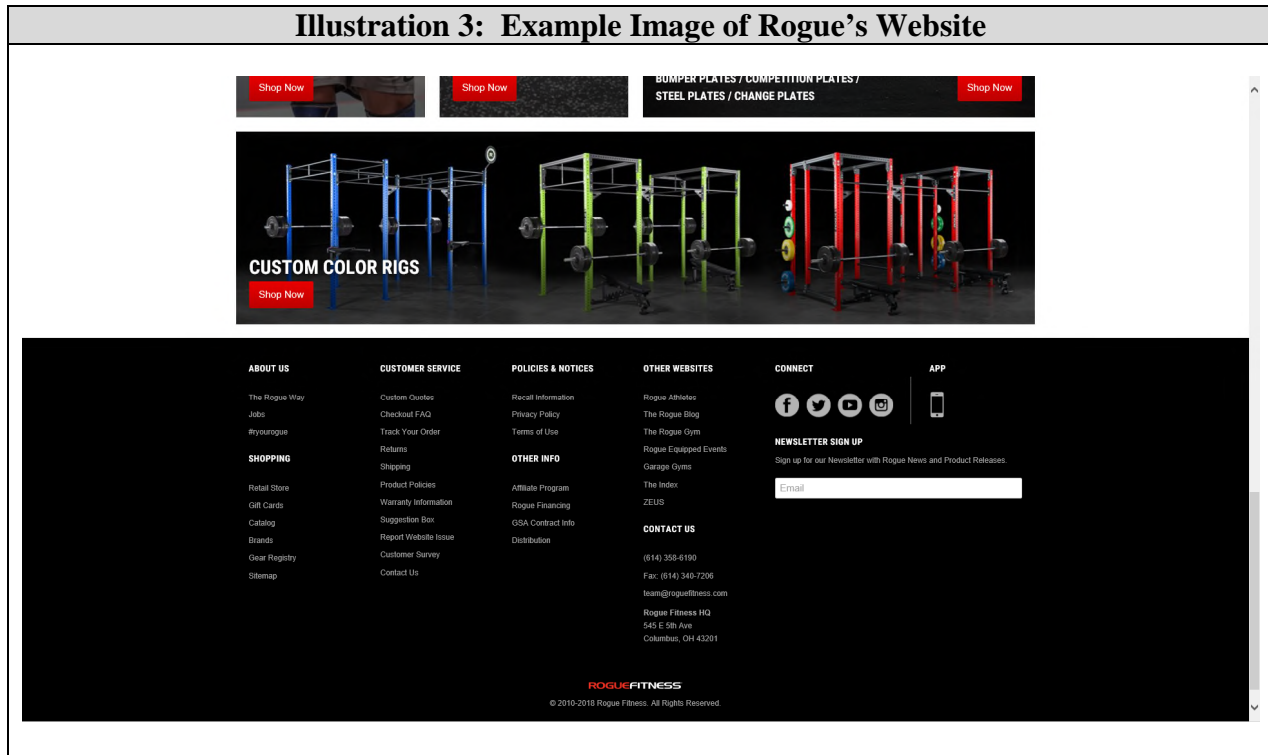 Illustration 3: Example Image of Rogue’s Website
Shop Now
Shop Now
BUMPER PLATES / COMPETITION PLATES /
STEEL PLATES / CHANGE PLATES
Shop Now
CUSTOM COLOR RIGS
Shop Now
ABOUT US
The Rogue Way
Jobs
#ryourogue
SHOPPING
Retail Store
Gift Cards
Catalog
Brands
Gear Registry
Sitemap
CUSTOMER SERVICE
Custom Quotes
Checkout FAQ
Track Your Order
Returns
Shipping
Product Policies
Warranty Information
Suggestion Box
Report Website Issue
Customer Survey
Contact Us
POLICIES & NOTICES
Recall Information
Privacy Policy
Terms of Use
OTHER INFO
Affiliate Program
Rogue Financing
GSA Contract Info
Distribution
OTHER WEBSITES
Rogue Athletes
The Rogue Blog
The Rogue Gym
Rogue Equipped Events
Garage Gyms
The Index
ZEUS
CONTACT US
(614) 358-6190
Fax: (614) 340-7206
team@roguefitness.com
Rogue Fitness HQ
545 E 5th Ave
Columbus, OH 43201
CONNECT
APP
NEWSLETTER SIGN UP
Sign up for our Newsletter with Rogue News and Product Releases.
Email
ROGUEFITNESS
© 2010-2018 Rogue Fitness. All Rights Reserved.